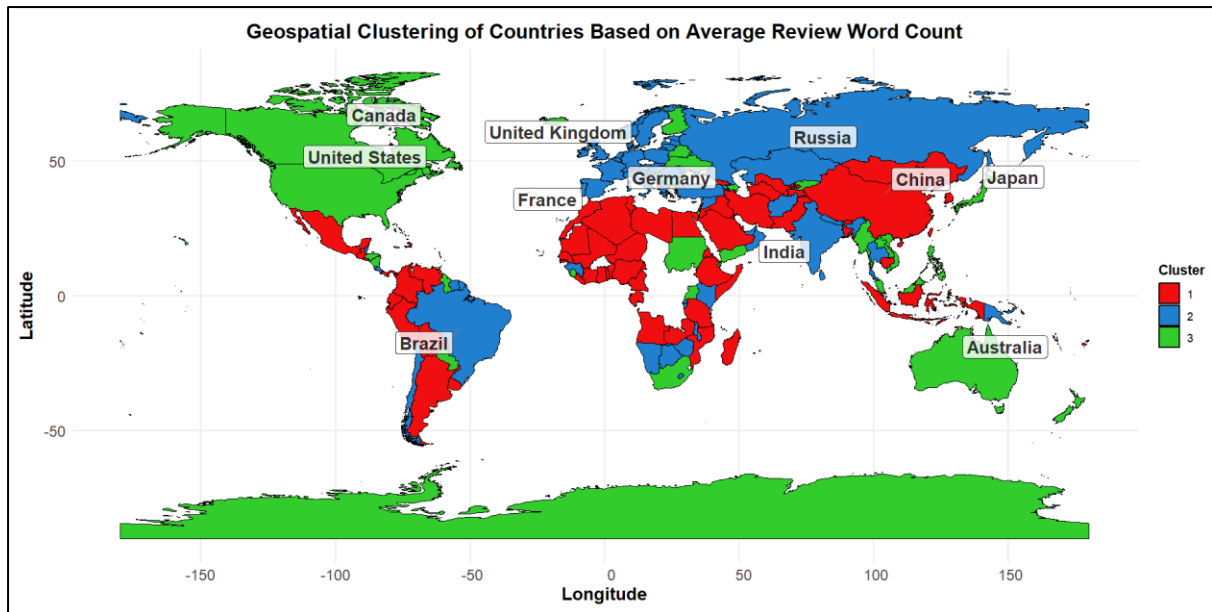 Geospatial Clustering of Countries Based on Average Review Word Count
Canada
United Kingdom
Russia
United States
Germany
China
Japan
France
India
Brazil
Australia
Latitude
50
0
-50
-150
-100
-50
0
50
100
150
Longitude
Cluster
1
2
3